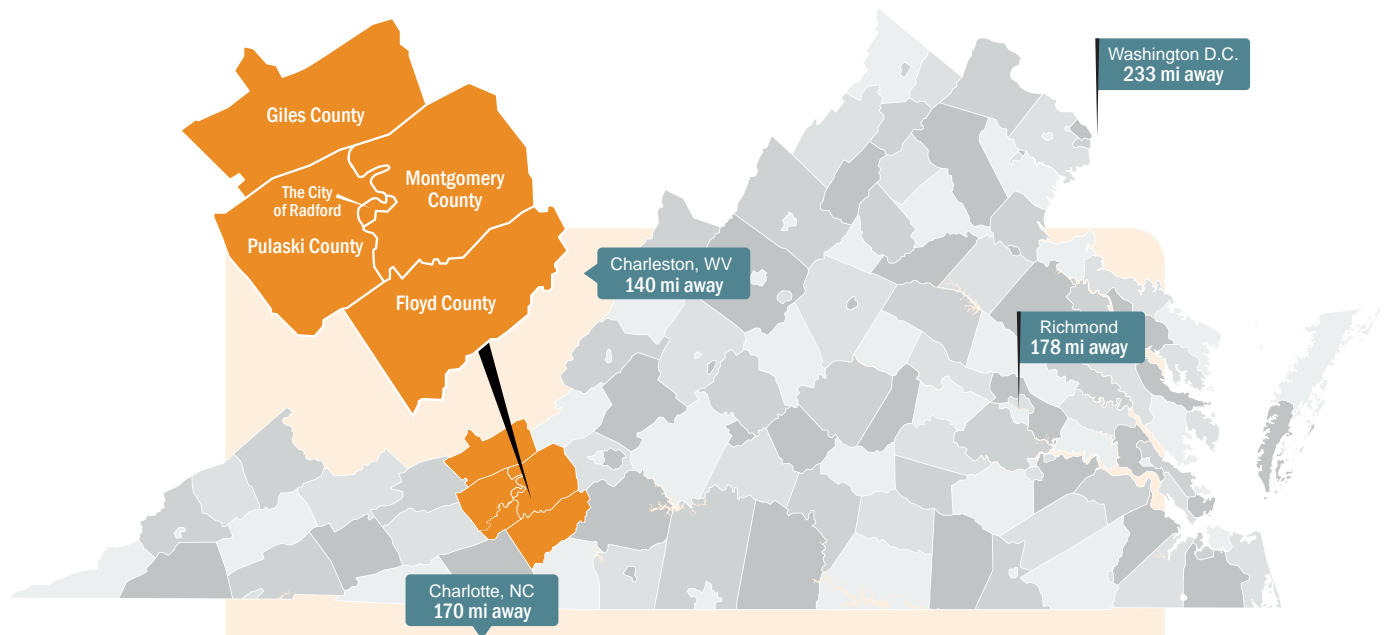 Washington D.C.
233 mi away
Giles County
Montgomery
County
The City
of Radford
Pulaski County
Charleston, WV
140 mi away
Floyd County
Richmond
178 mi away
Charlotte, NC
170 mi away